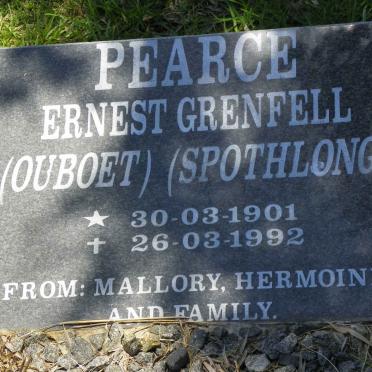 PEARCE
ERNEST GRENFELL
(OUBOET) (SPOTHLONG
★ 30-03-1901
✝ 26-03-1992
FROM: MALLORY, HERMOIN
AND FAMILY.